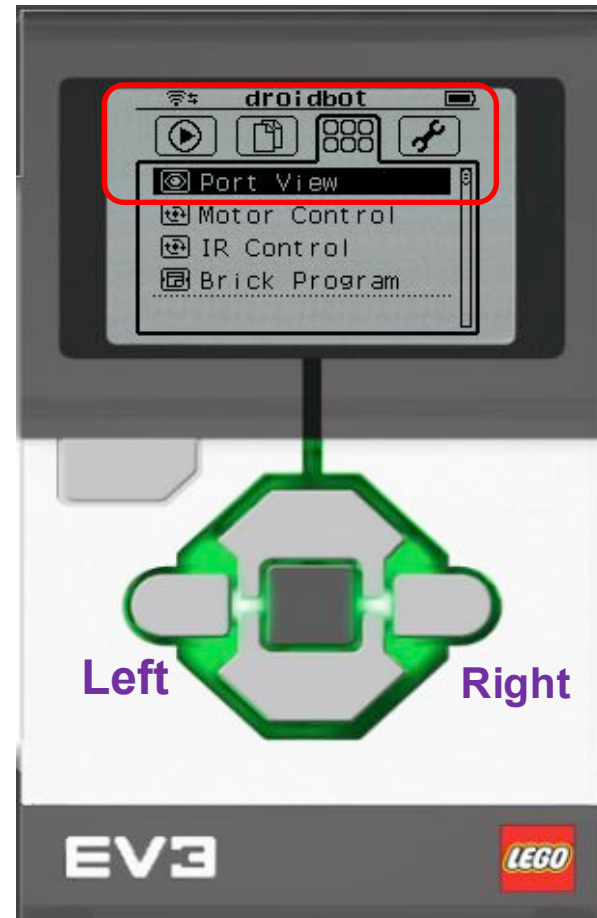 droidbot
Port View
Motor Control
IR Control
Brick Program
Left
Right
EV3
LEGO